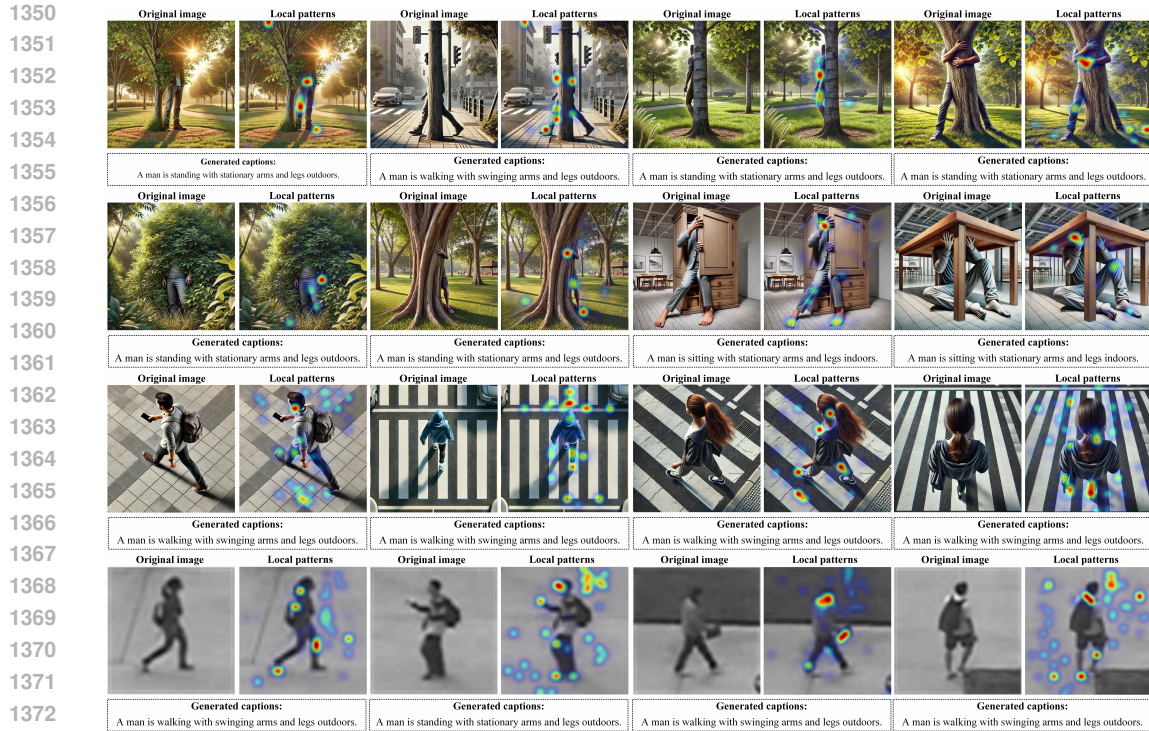 1350
Original image Local patterns Original image Local patterns Original image Local patterns Original image Local patterns
1351
1352
1353
1354
Generated captions: Generated captions: Generated captions: Generated captions:
1355
A man is standing with stationary arms and legs outdoors. A man is walking with swinging arms and legs outdoors. A man is standing with stationary arms and legs outdoors. A man is standing with stationary arms and legs outdoors.
1356
Original image Local patterns Original image Local patterns Original image Local patterns Original image Local patterns
1357
1358
1359
1360
Generated captions: Generated captions: Generated captions: Generated captions:
1361
A man is standing with stationary arms and legs outdoors. A man is standing with stationary arms and legs outdoors. A man is sitting with stationary arms and legs indoors. A man is sitting with stationary arms and legs indoors.
1362
Original image Local patterns Original image Local patterns Original image Local patterns Original image Local patterns
1363
1364
1365
1366
Generated captions: Generated captions: Generated captions: Generated captions:
A man is walking with swinging arms and legs outdoors. A man is walking with swinging arms and legs outdoors. A man is walking with swinging arms and legs outdoors. A man is walking with swinging arms and legs outdoors.
1367
Original image Local patterns Original image Local patterns Original image Local patterns Original image Local patterns
1368
1369
1370
1371
Generated captions: Generated captions: Generated captions: Generated captions:
1372
A man is walking with swinging arms and legs outdoors. A man is standing with stationary arms and legs outdoors. A man is walking with swinging arms and legs outdoors. A man is walking with swinging arms and legs outdoors.